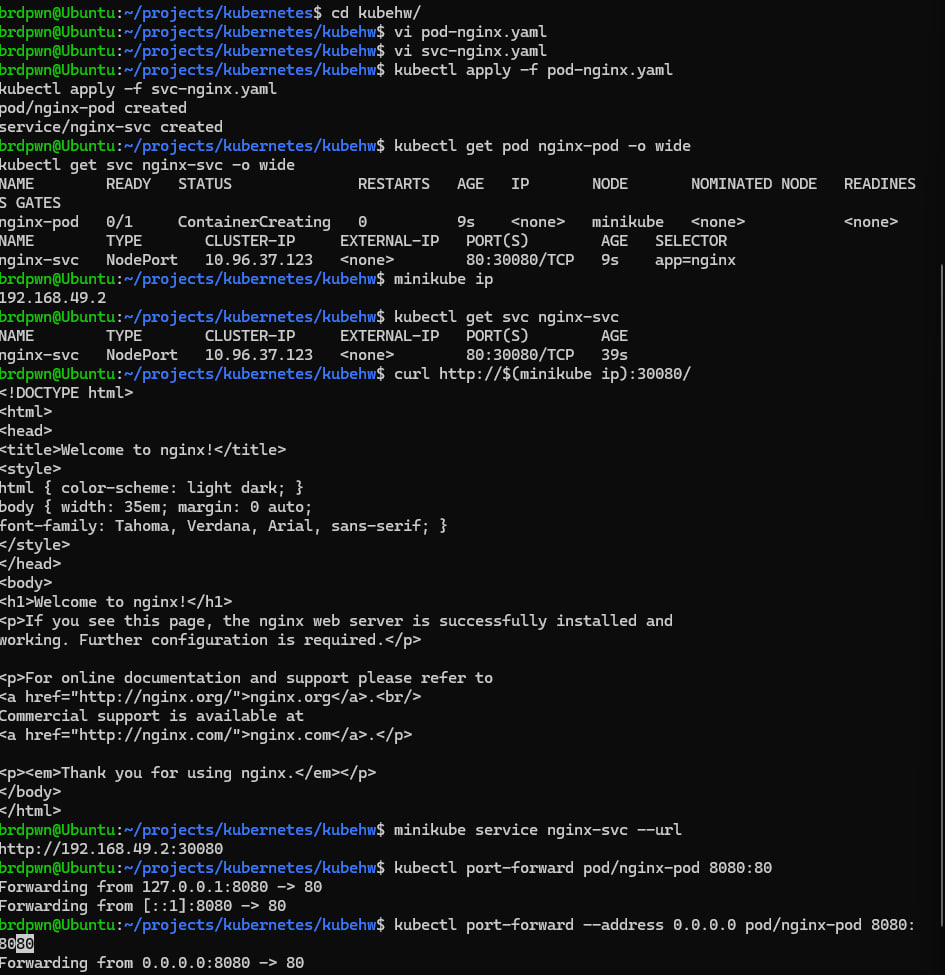 brdpwn@Ubuntu:~/projects/kubernetes$ cd kubehw/
brdpwn@Ubuntu:~/projects/kubernetes/kubehw$ vi pod-nginx.yaml
brdpwn@Ubuntu:~/projects/kubernetes/kubehw$ vi svc-nginx.yaml
brdpwn@Ubuntu:~/projects/kubernetes/kubehw$ kubectl apply -f pod-nginx.yaml
kubectl apply -f svc-nginx.yaml
pod/nginx-pod created
service/nginx-svc created
brdpwn@Ubuntu:~/projects/kubernetes/kubehw$ kubectl get pod nginx-pod -o wide
kubectl get svc nginx-svc -o wide
NAME        READY   STATUS              RESTARTS   AGE   IP       NODE       NOMINATED NODE   READINES
S GATES
nginx-pod   0/1     ContainerCreating   0          9s    <none>   minikube   <none>           <none>
NAME        TYPE       CLUSTER-IP     EXTERNAL-IP   PORT(S)        AGE   SELECTOR
nginx-svc   NodePort   10.96.37.123   <none>        80:30080/TCP   9s    app=nginx
brdpwn@Ubuntu:~/projects/kubernetes/kubehw$ minikube ip
192.168.49.2
brdpwn@Ubuntu:~/projects/kubernetes/kubehw$ kubectl get svc nginx-svc
NAME        TYPE       CLUSTER-IP     EXTERNAL-IP   PORT(S)        AGE
nginx-svc   NodePort   10.96.37.123   <none>        80:30080/TCP   39s
brdpwn@Ubuntu:~/projects/kubernetes/kubehw$ curl http://$(minikube ip):30080/
<!DOCTYPE html>
<html>
<head>
<title>Welcome to nginx!</title>
<style>
html { color-scheme: light dark; }
body { width: 35em; margin: 0 auto;
font-family: Tahoma, Verdana, Arial, sans-serif; }
</style>
</head>
<body>
<h1>Welcome to nginx!</h1>
<p>If you see this page, the nginx web server is successfully installed and
working. Further configuration is required.</p>

<p>For online documentation and support please refer to
<a href="http://nginx.org/">nginx.org</a>.<br/>
Commercial support is available at
<a href="http://nginx.com/">nginx.com</a>.</p>

<p><em>Thank you for using nginx.</em></p>
</body>
</html>
brdpwn@Ubuntu:~/projects/kubernetes/kubehw$ minikube service nginx-svc --url
http://192.168.49.2:30080
brdpwn@Ubuntu:~/projects/kubernetes/kubehw$ kubectl port-forward pod/nginx-pod 8080:80
Forwarding from 127.0.0.1:8080 -> 80
Forwarding from [::1]:8080 -> 80
brdpwn@Ubuntu:~/projects/kubernetes/kubehw$ kubectl port-forward --address 0.0.0.0 pod/nginx-pod 8080:
8080
Forwarding from 0.0.0.0:8080 -> 80